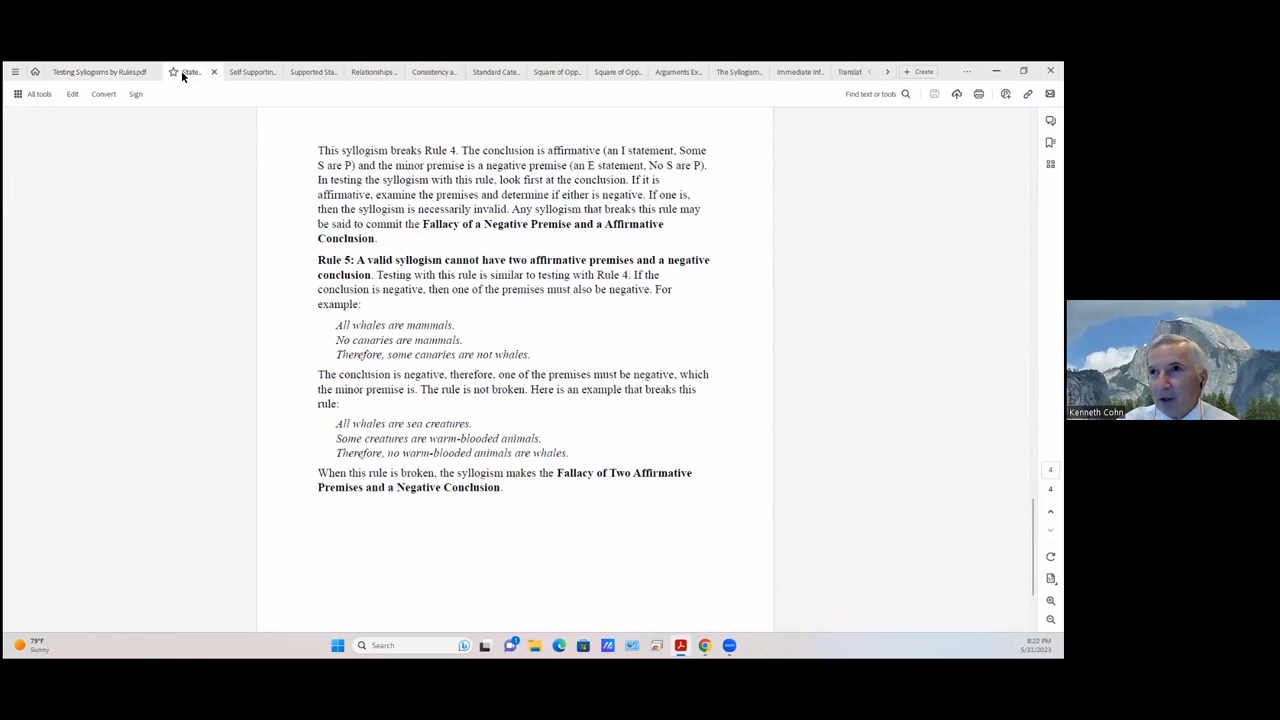 Testing Syllogisms by Rules.pdf
State...
Self Supportin...
Supported Sta...
Relationships...
Consistency a...
Standard Cate...
Square of Opp...
Square of Opp...
Arguments Ex...
The Syllogism...
Immediate Inf...
Translat
Create
All tools Edit Convert Sign
Find text or tools
This syllogism breaks Rule 4. The conclusion is affirmative (an I statement, Some
S are P) and the minor premise is a negative premise (an E statement, No S are P).
In testing the syllogism with this rule, look first at the conclusion. If it is
affirmative, examine the premises and determine if either is negative. If one is,
then the syllogism is necessarily invalid. Any syllogism that breaks this rule may
be said to commit the Fallacy of a Negative Premise and a Affirmative
Conclusion.
Rule 5: A valid syllogism cannot have two affirmative premises and a negative
conclusion. Testing with this rule is similar to testing with Rule 4. If the
conclusion is negative, then one of the premises must also be negative. For
example:
All whales are mammals.
No canaries are mammals.
Therefore, some canaries are not whales.
The conclusion is negative, therefore, one of the premises must be negative, which
the minor premise is. The rule is not broken. Here is an example that breaks this
rule:
All whales are sea creatures.
Some creatures are warm-blooded animals.
Therefore, no warm-blooded animals are whales.
When this rule is broken, the syllogism makes the Fallacy of Two Affirmative
Premises and a Negative Conclusion.
Kenneth Cohn
4
4
79°F
Sunny
Search
8:22 PM
5/31/2023